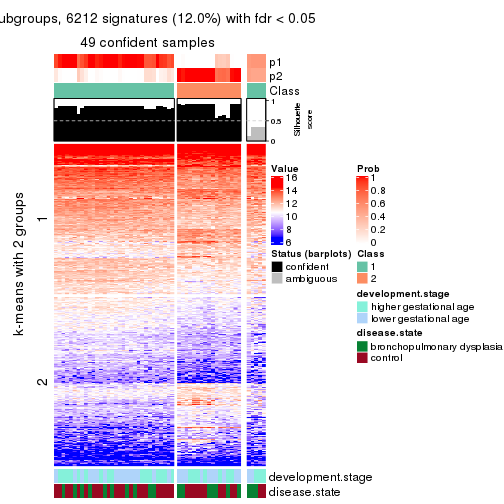 ubgroups, 6212 signatures (12.0%) with fdr < 0.05
49 confident samples
p1
p2
Class
1
0.5
0
Silhouette
score
k-means with 2 groups
1
2
Value
16
14
12
10
8
6
Prob
1
0.8
0.6
0.4
0.2
0
Status (barplots)
confident
ambiguous
Class
1
2
development.stage
higher gestational age
lower gestational age
disease.state
bronchopulmonary dysplasia
control
development.stage
disease.state